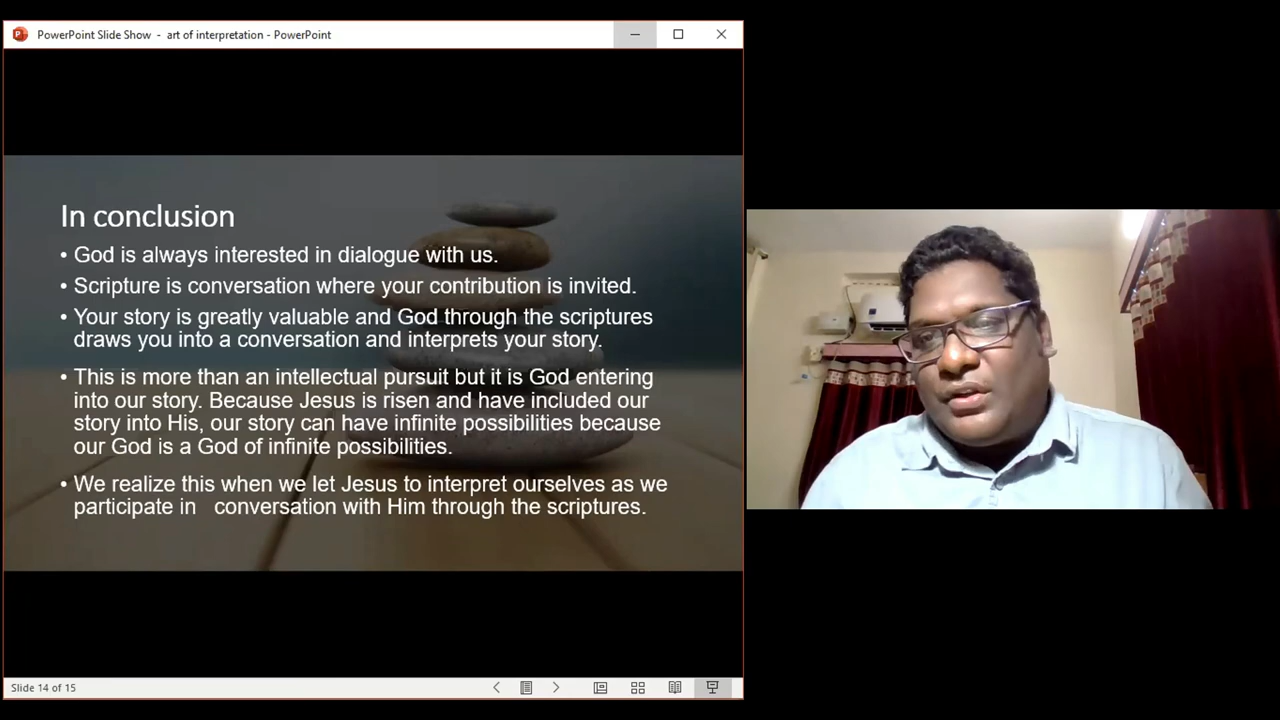 PowerPoint Slide Show - art of interpretation - PowerPoint
In conclusion
• God is always interested in dialogue with us.
• Scripture is conversation where your contribution is invited.
• Your story is greatly valuable and God through the scriptures
draws you into a conversation and interprets your story.
• This is more than an intellectual pursuit but it is God entering
into our story. Because Jesus is risen and have included our
story into His, our story can have infinite possibilities because
our God is a God of infinite possibilities.
• We realize this when we let Jesus to interpret ourselves as we
participate in   conversation with Him through the scriptures.
Slide 14 of 15